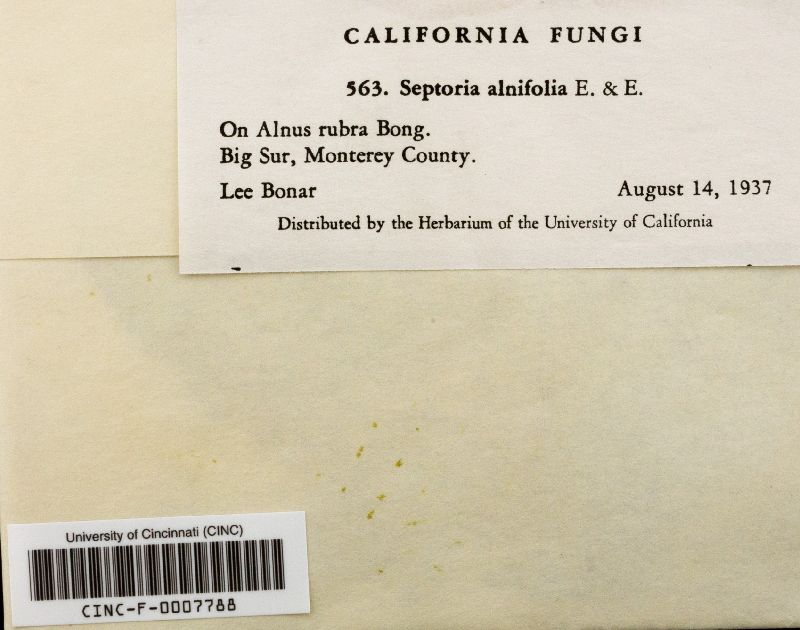 CALIFORNIA FUNGI
563. Septoria alnifolia E. & E.
On Alnus rubra Bong.
Big Sur, Monterey County.
Lee Bonar August 14, 1937
Distributed by the Herbarium of the University of California
University of Cincinnati (CINC)
CINC-F-0007788